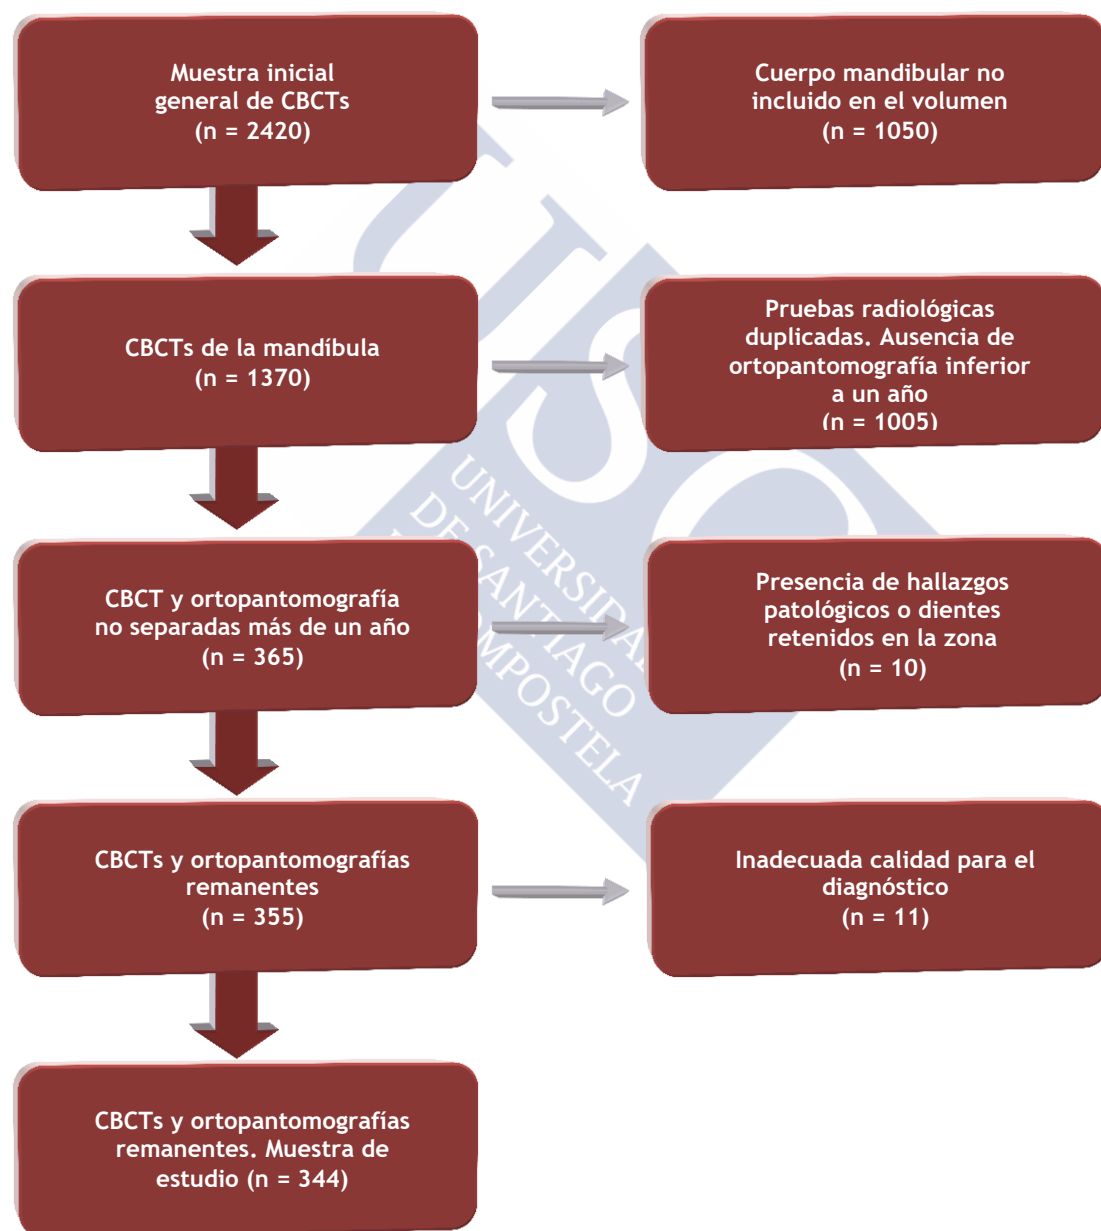 Muestra inicial
general de CBCTs
(n = 2420)
Cuerpo mandibular no
incluido en el volumen
(n = 1050)
CBCTs de la mandíbula
(n = 1370)
Pruebas radiológicas
duplicadas. Ausencia de
ortopantomografía inferior
a un año
(n = 1005)
CBCT y ortopantomografía
no separadas más de un año
(n = 365)
Presencia de hallazgos
patológicos o dientes
retenidos en la zona
(n = 10)
CBCTs y ortopantomografías
remanentes
(n = 355)
Inadecuada calidad para el
diagnóstico
(n = 11)
CBCTs y ortopantomografías
remanentes. Muestra de
estudio (n = 344)
DE SANTIAGO